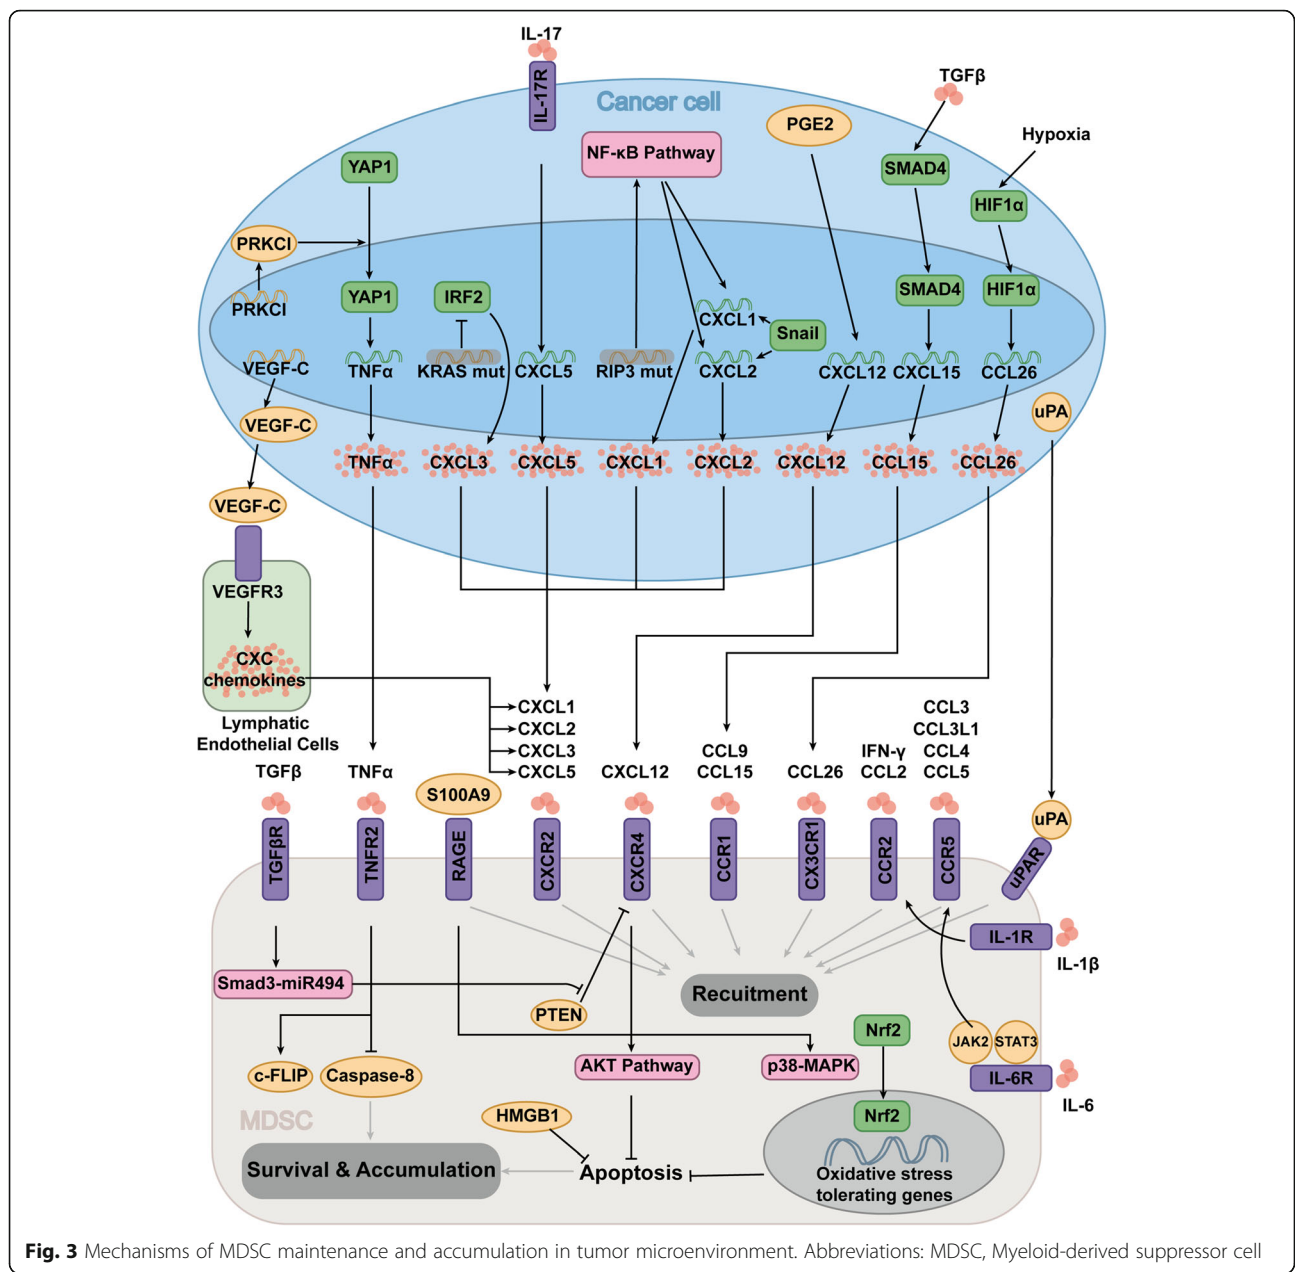 IL-17
IL-17R
Cancer cell
TGFβ
PGE2
Hypoxia
NF-κB Pathway
YAP1
SMAD4
HIF1α
PRKCI
PRKCI
YAP1
IRF2
SMAD4
HIF1α
CXCL1
Snail
VEGF-C
TNFα
KRAS mut
CXCL5
RIP3 mut
CXCL2
CXCL12
CXCL15
CCL26
VEGF-C
uPA
TNFα
CXCL3
CXCL5
CXCL1
CXCL2
CXCL12
CCL15
CCL26
VEGF-C
VEGFR3
CXC
chemokines
Lymphatic
Endothelial Cells
CXCL1
CXCL2
CXCL3
CXCL5
CCL3
CCL3L1
CCL4
CCL5
CCL9
CCL15
IFN-γ
CCL2
TGFβ
TNFα
CXCL12
CCL26
S100A9
uPA
TGFβR
TNFR2
RAGE
CXCR2
CXCR4
CCR1
CX3CR1
CCR2
CCR5
uPAR
IL-1R
IL-1β
Smad3-miR494
Recuitment
PTEN
Nrf2
JAK2
STAT3
c-FLIP
Caspase-8
AKT Pathway
p38-MAPK
IL-6R
IL-6
MDSC
HMGB1
Nrf2
Survival & Accumulation
Apoptosis
Oxidative stress
tolerating genes
Fig. 3 Mechanisms of MDSC maintenance and accumulation in tumor microenvironment. Abbreviations: MDSC, Myeloid-derived suppressor cell